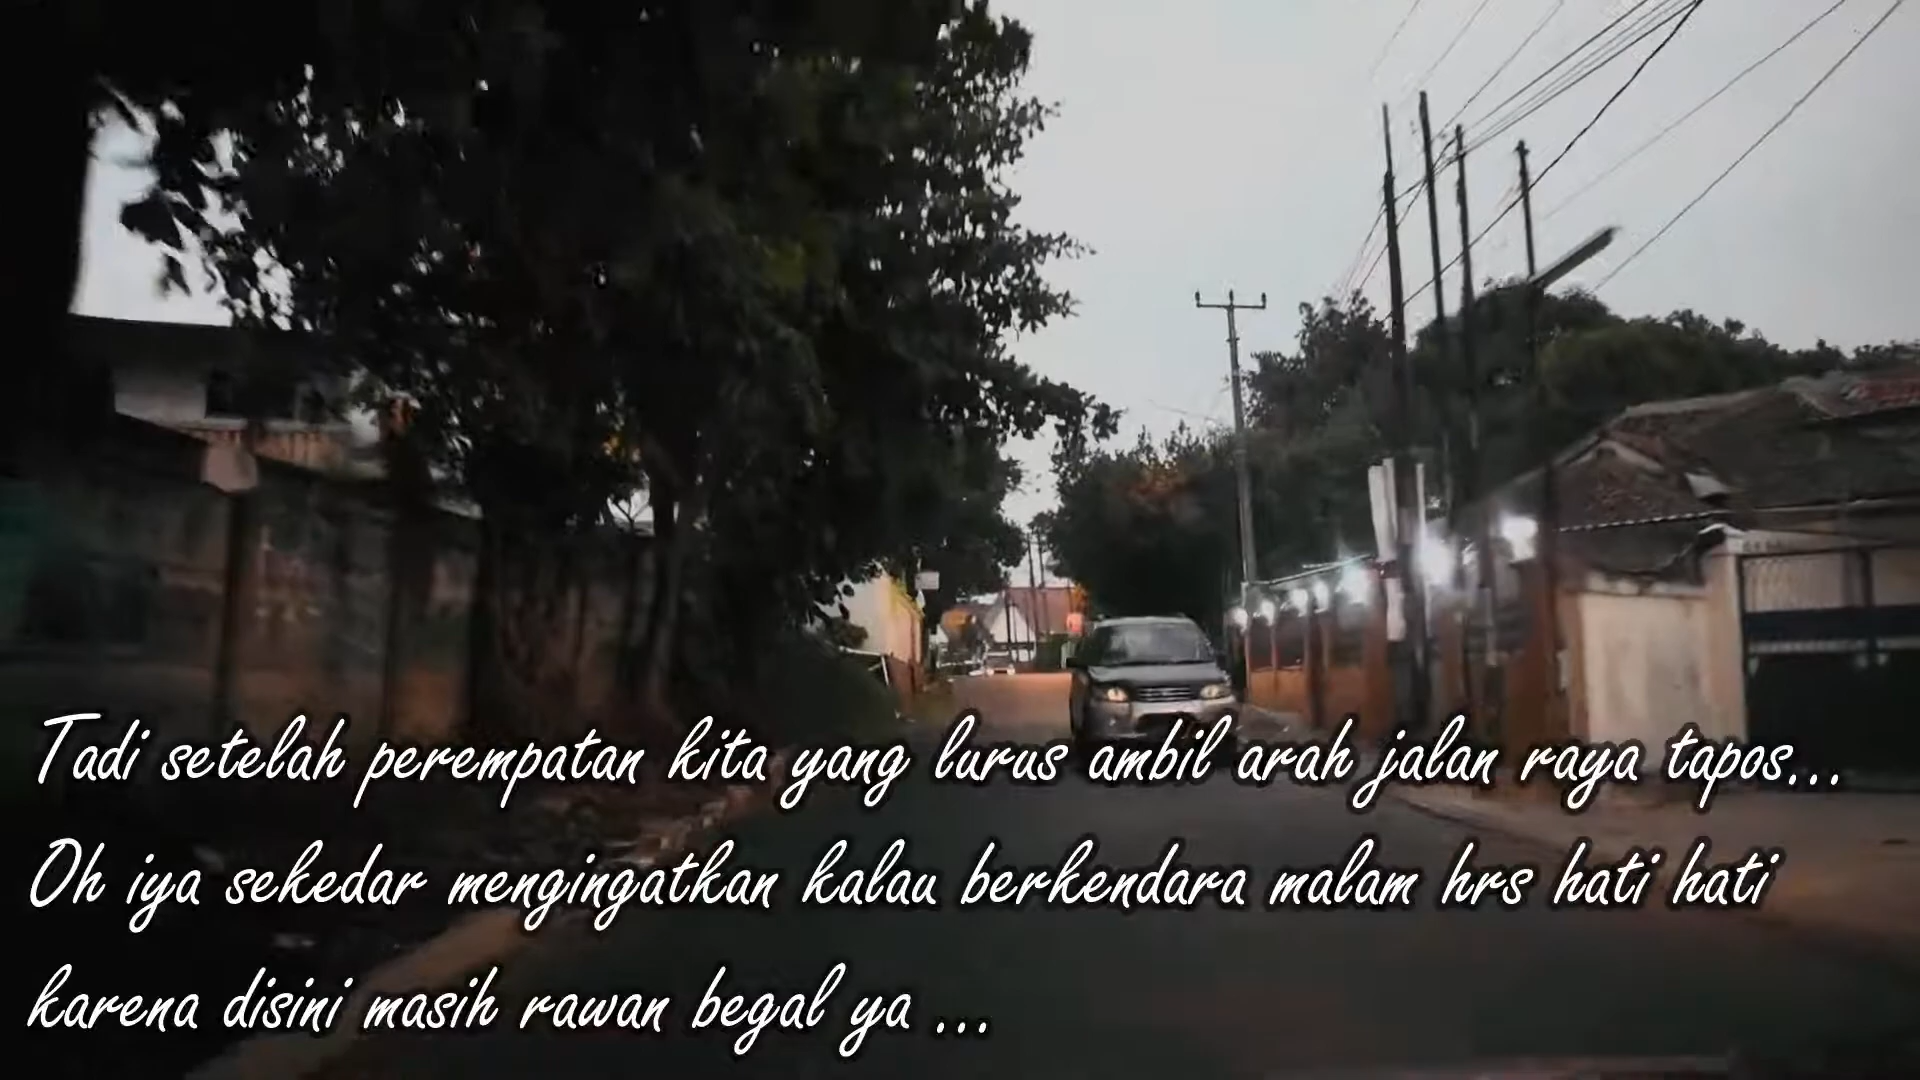 Tadi setelah perempatan kita yang lurus ambil arah jalan raya tapos...
Oh iya sekedar mengingatkan kalau berkendara malam hrs hati hati
karena disini masih rawan begal ya ...